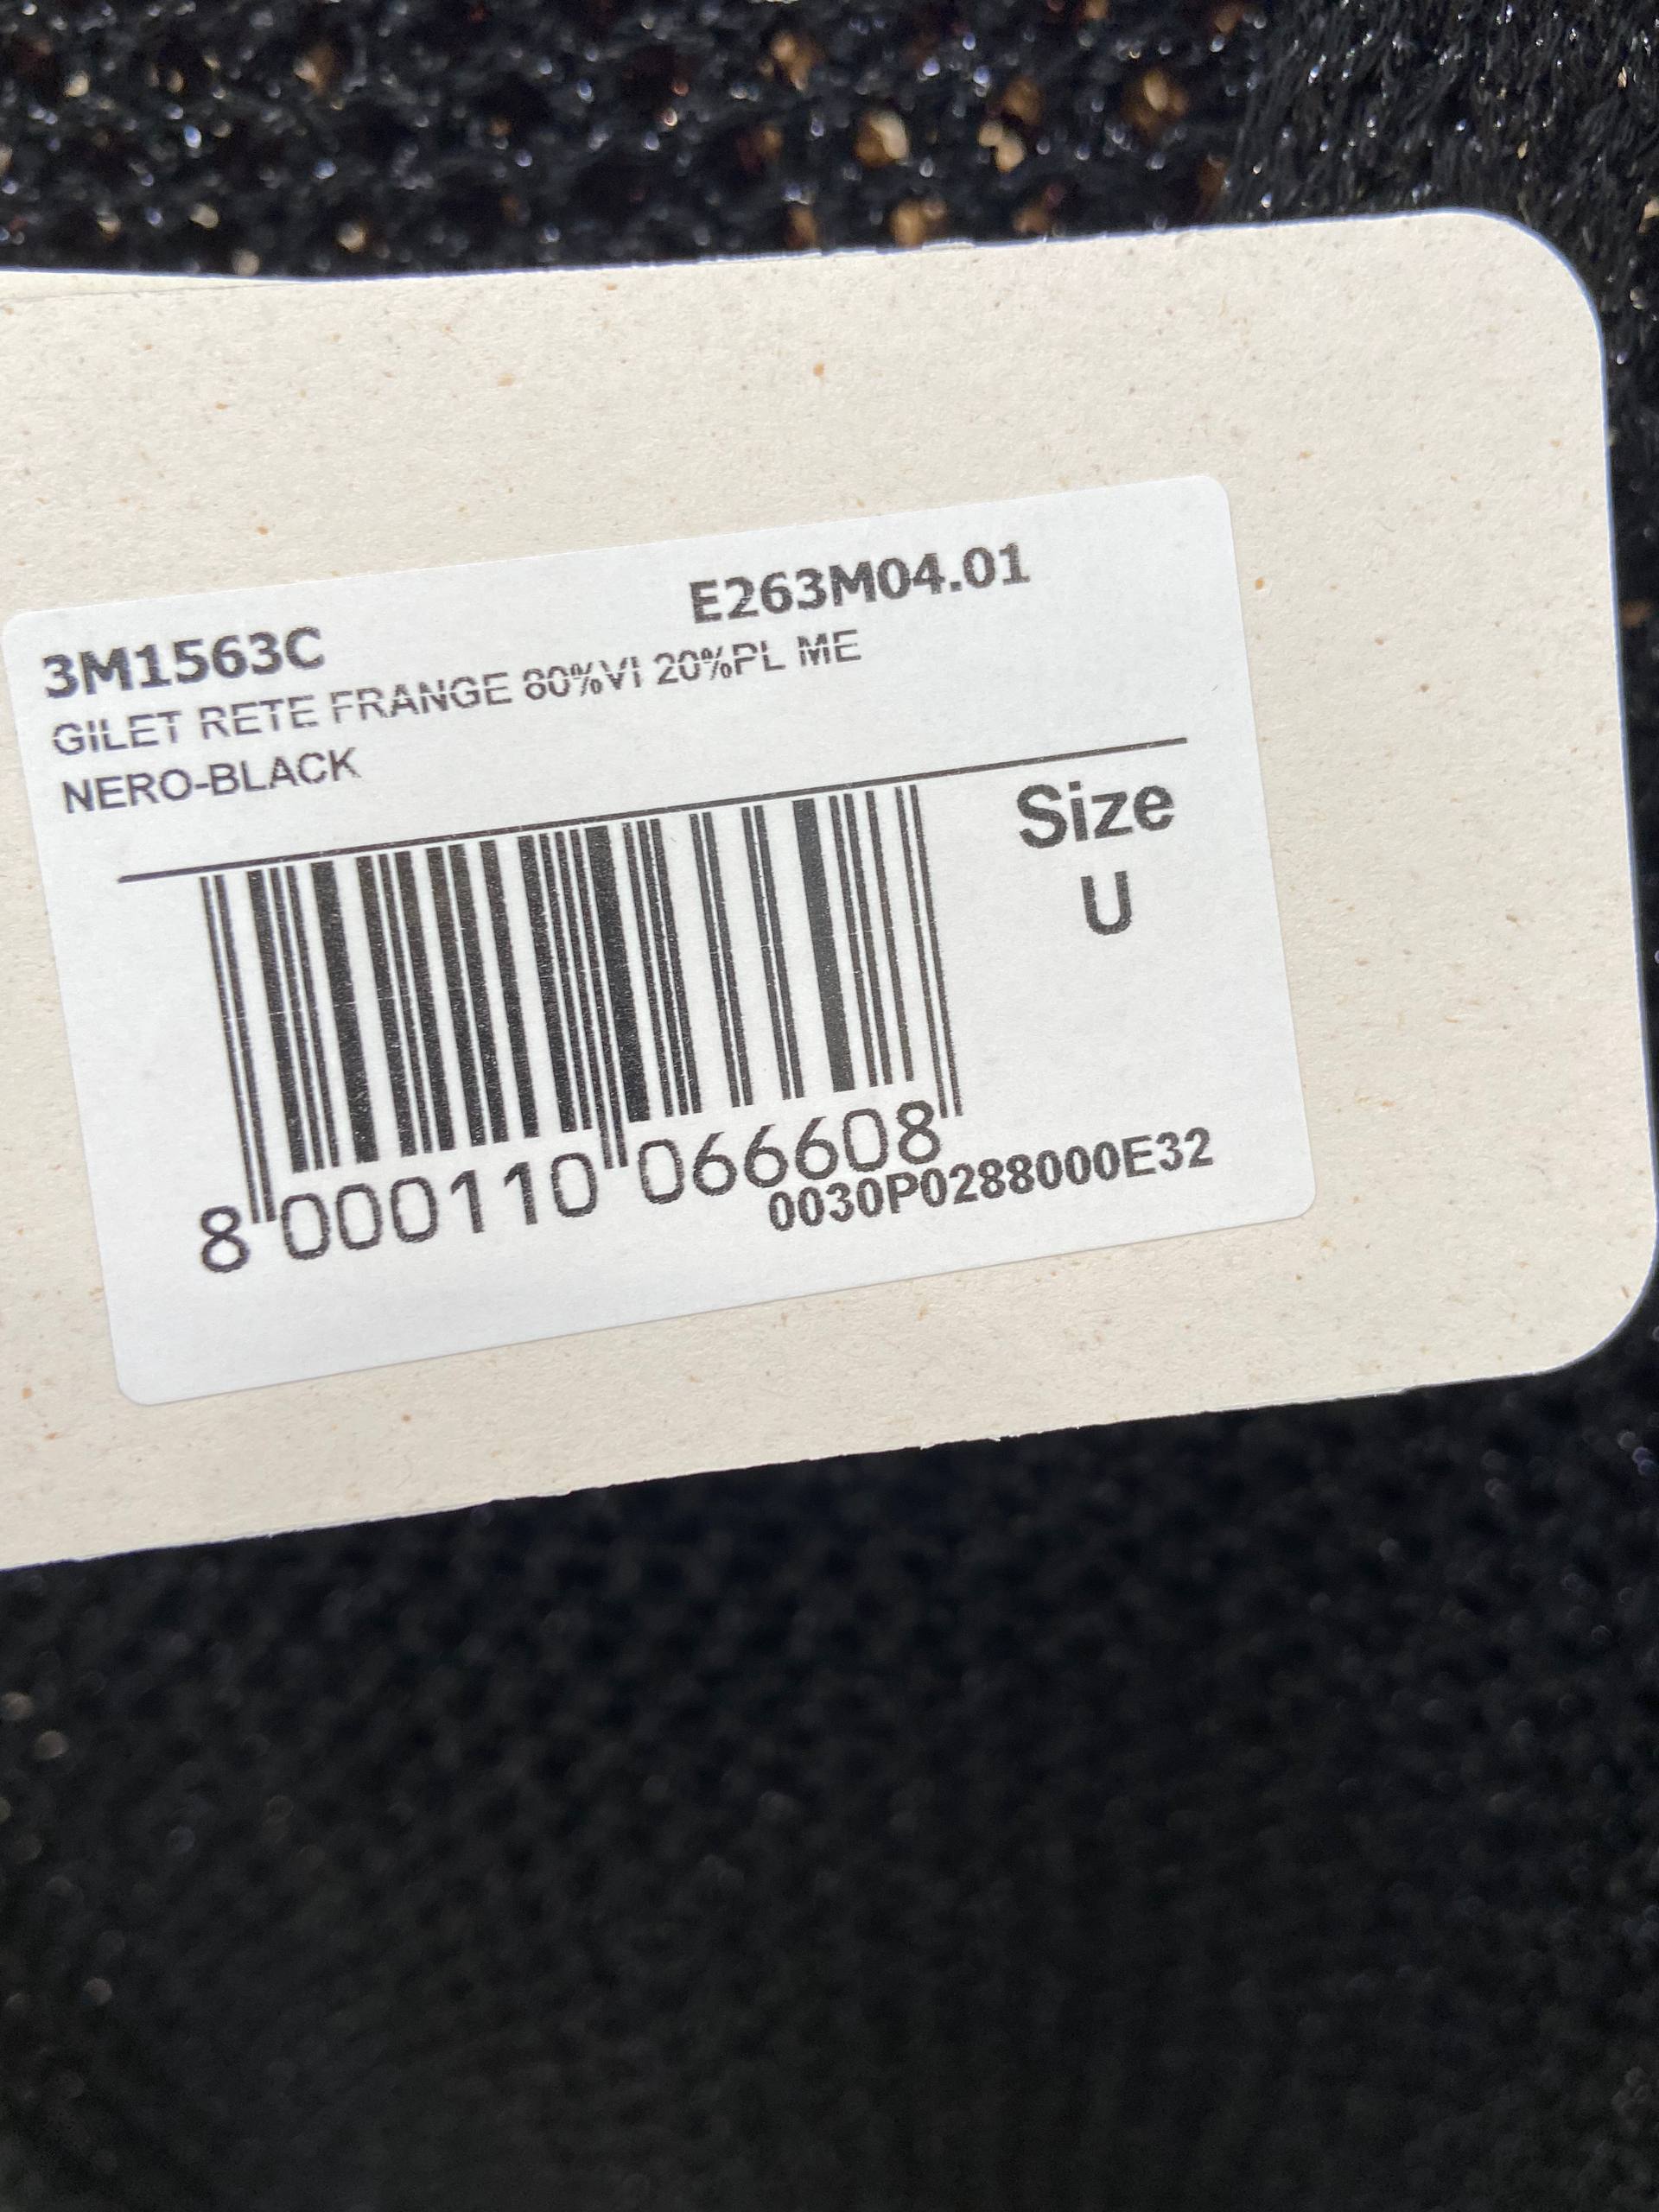 3M1563C E263M04.01
GILET RETE FRANGE 80%VI 20%PL ME
NERO-BLACK
Size
U
8 000110 066608
0030P0288000E32